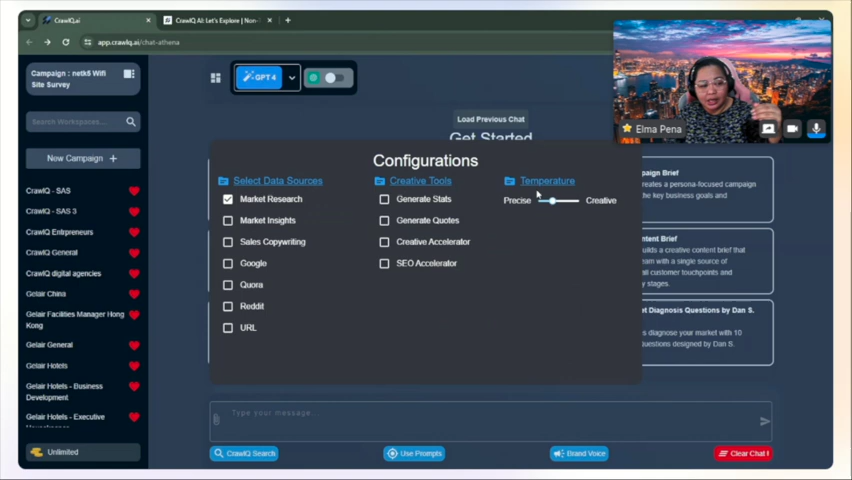 CrawlQ.ai
CrawlQ AI: Let's Explore | Non-
app.crawlq.ai/chat-athena
Campaign : netk5 Wifi
Site Survey
Search Workspaces...
New Campaign +
CrawlQ - SAS
CrawlQ - SAS 3
CrawlQ Entrpreneurs
CrawlQ General
CrawlQ digital agencies
Gelair China
Gelair Facilities Manager Hong
Kong
Gelair General
Gelair Hotels
Gelair Hotels - Business
Development
Gelair Hotels - Executive
Unlimited
GPT 4
Load Previous Chat
Get Started
Configurations
Select Data Sources
Market Research
Market Insights
Sales Copywriting
Google
Quora
Reddit
URL
Creative Tools
Generate Stats
Generate Quotes
Creative Accelerator
SEO Accelerator
Temperature
Precise
Creative
Elma Pena
paign Brief
creates a persona-focused campaign
the key business goals and
tent Brief
uilds a creative content brief that
team with a single source of
all customer touchpoints and
stages.
et Diagnosis Questions by Dan S.
s diagnose your market with 10
questions designed by Dan S.
Type your message...
CrawlQ Search
Use Prompts
Brand Voice
Clear Chat !